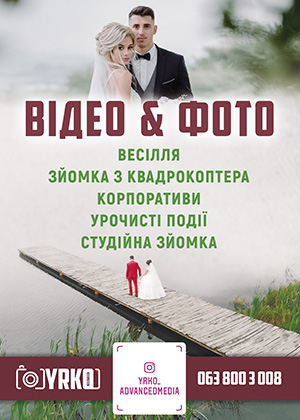 ВІДЕО & ФОТО
ВЕСІЛЛЯ
ЗЙОМКА З КВАДРОКОПТЕРА
КОРПОРАТИВИ
УРОЧИСТІ ПОДІЇ
СТУДІЙНА ЗЙОМКА
YRKO
YRKO_
ADVANCEDMEDIA
063 800 3 008